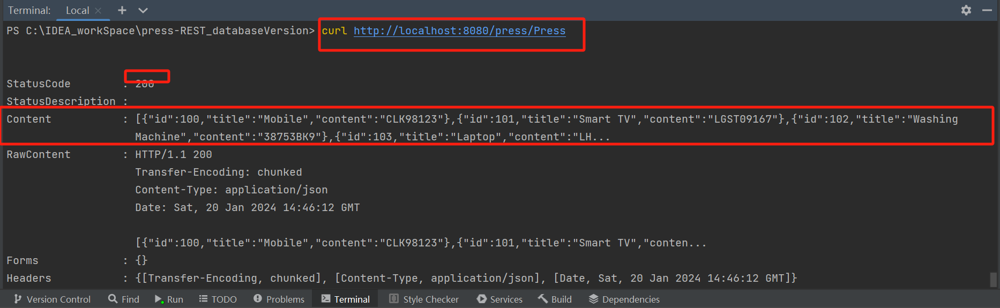 Terminal: Local
PS C:\IDEA_workSpace\press-REST_databaseVersion> curl http://localhost:8080/press/Press
StatusCode : 200
StatusDescription :
Content : [{"id":100,"title":"Mobile","content":"CLK98123"},{"id":101,"title":"Smart TV","content":"LGST09167"},{"id":102,"title":"Washing
Machine","content":"38753BK9"},{"id":103,"title":"Laptop","content":"LH...
RawContent : HTTP/1.1 200
Transfer-Encoding: chunked
Content-Type: application/json
Date: Sat, 20 Jan 2024 14:46:12 GMT
[{"id":100,"title":"Mobile","content":"CLK98123"},{"id":101,"title":"Smart TV","conten...
Forms : {}
Headers : {[Transfer-Encoding, chunked], [Content-Type, application/json], [Date, Sat, 20 Jan 2024 14:46:12 GMT]}
Version Control Find Run TODO Problems Terminal Style Checker Services Build Dependencies